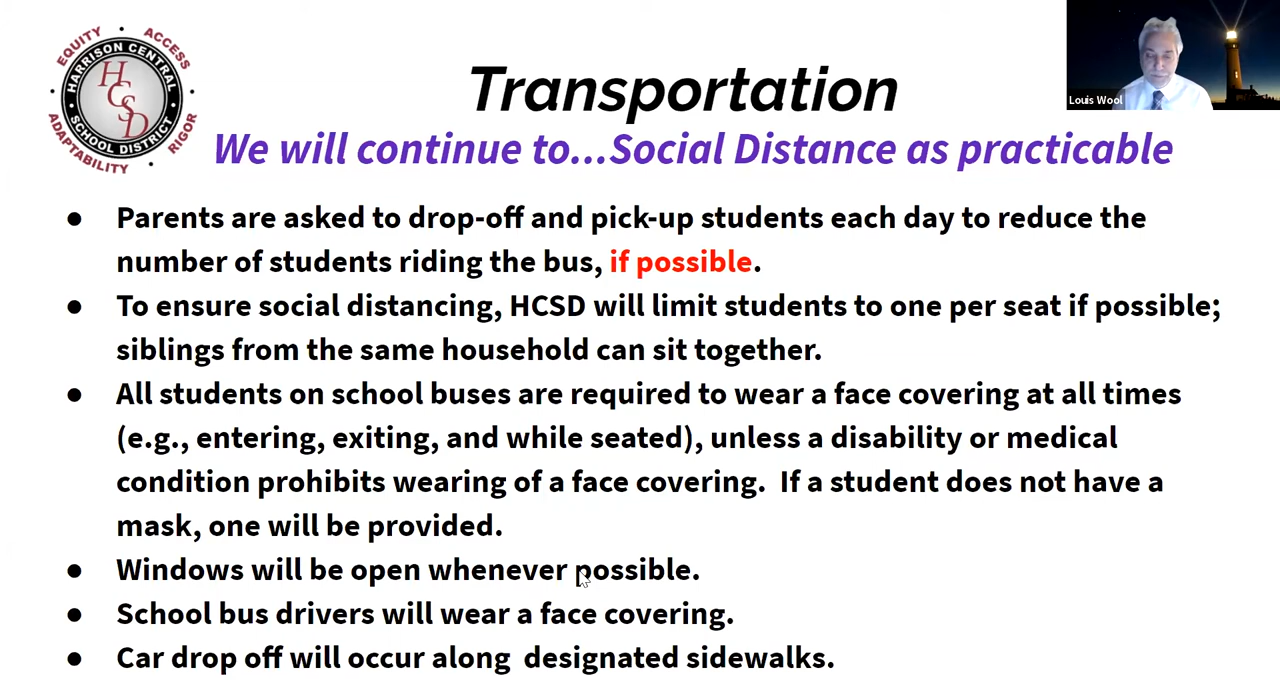 EQUITY ACCESS
HARRISON CENTRAL
HCSD
SCHOOL DISTRICT
ADAPTABILITY RIGOR
Louis Wool
Transportation
We will continue to...Social Distance as practicable
● Parents are asked to drop-off and pick-up students each day to reduce the
number of students riding the bus, if possible.
● To ensure social distancing, HCSD will limit students to one per seat if possible;
siblings from the same household can sit together.
● All students on school buses are required to wear a face covering at all times
(e.g., entering, exiting, and while seated), unless a disability or medical
condition prohibits wearing of a face covering.  If a student does not have a
mask, one will be provided.
● Windows will be open whenever possible.
● School bus drivers will wear a face covering.
● Car drop off will occur along  designated sidewalks.